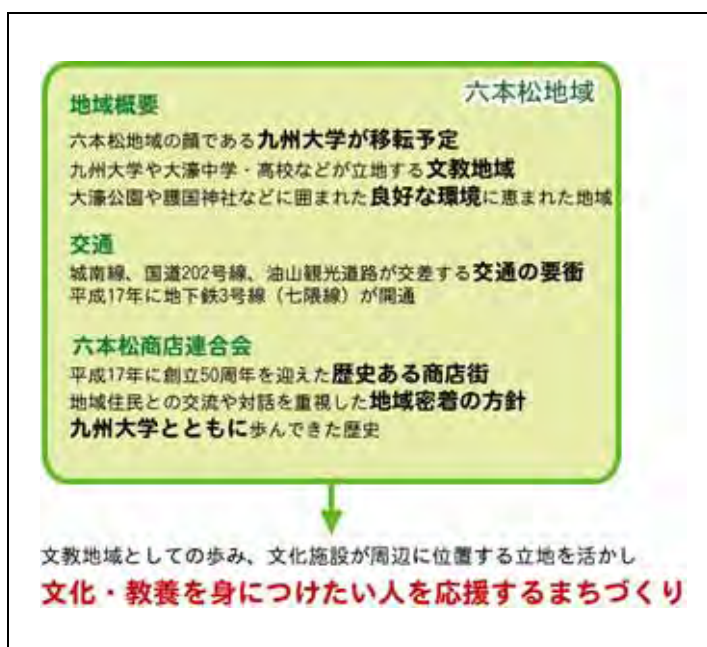 六本松地域
地域概要
六本松地域の顔である九州大学が移転予定
九州大学や大濠中学・高校などが立地する文教地域
大濠公園や護国神社などに囲まれた良好な環境に恵まれた地域
交通
城南線、国道202号線、油山観光道路が交差する交通の要衝
平成17年に地下鉄3号線（七隈線）が開通
六本松商店連合会
平成17年に創立50周年を迎えた歴史ある商店街
地域住民との交流や対話を重視した地域密着の方針
九州大学とともに歩んできた歴史
文教地域としての歩み、文化施設が周辺に位置する立地を活かし
文化・教養を身につけたい人を応援するまちづくり